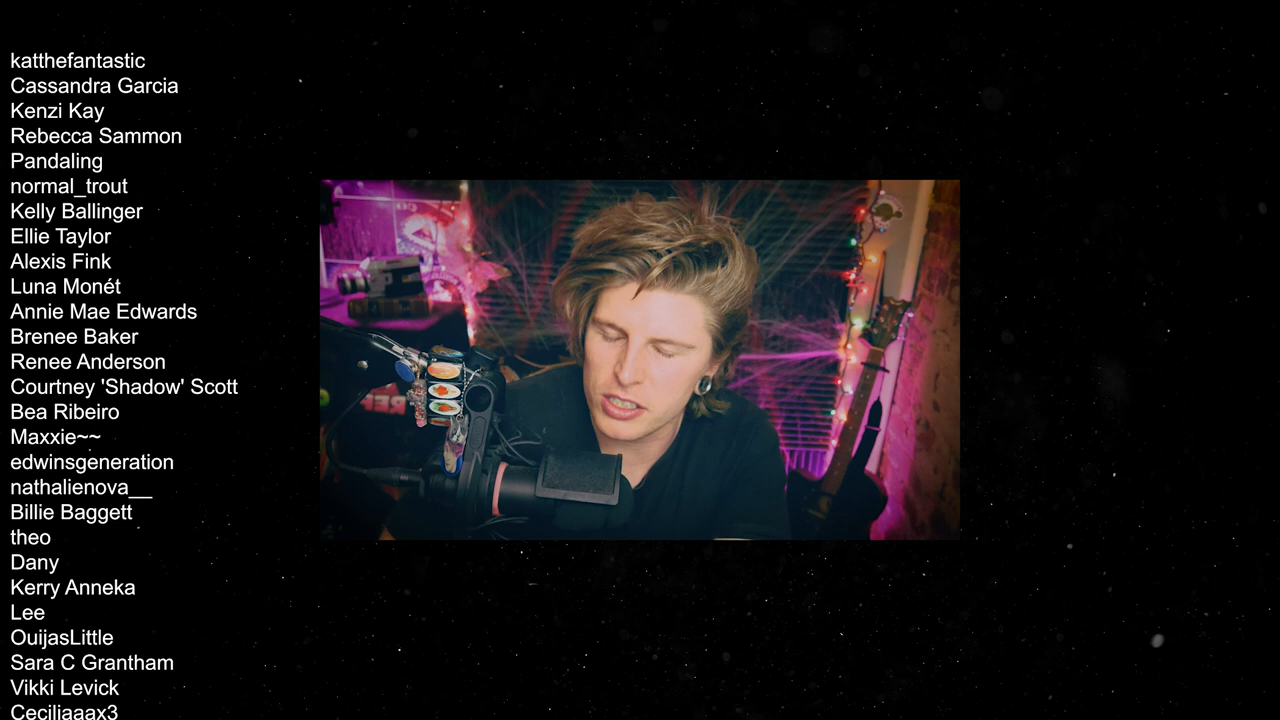 katthefantastic
Cassandra Garcia
Kenzi Kay
Rebecca Sammon
Pandaling
normal_trout
Kelly Ballinger
Ellie Taylor
Alexis Fink
Luna Monét
Annie Mae Edwards
Brenee Baker
Renee Anderson
Courtney 'Shadow' Scott
Bea Ribeiro
Maxxie~~
edwinsgeneration
nathalienova__
Billie Baggett
theo
Dany
Kerry Anneka
Lee
OuijasLittle
Sara C Grantham
Vikki Levick
Ceciliaaax3